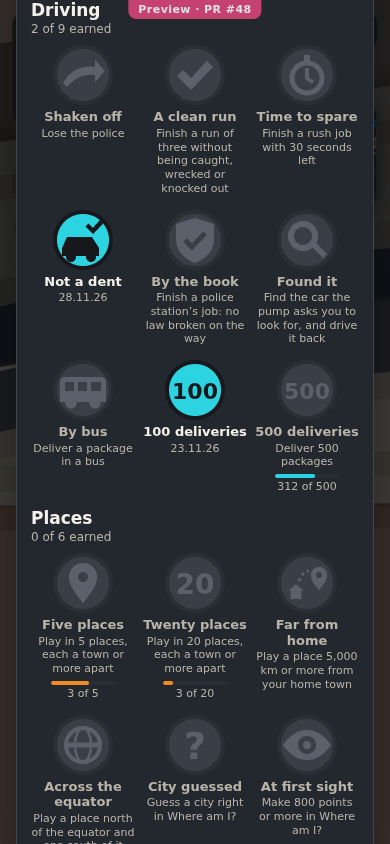 Driving
Preview · PR #48
2 of 9 earned
Shaken off
Lose the police
A clean run
Finish a run of
three without
being caught,
wrecked or
knocked out
Time to spare
Finish a rush job
with 30 seconds
left
Not a dent
28.11.26
By the book
Finish a police
station's job: no
law broken on the
way
Found it
Find the car the
pump asks you to
look for, and drive
it back
By bus
Deliver a package
in a bus
100
100 deliveries
23.11.26
500
500 deliveries
Deliver 500
packages
312 of 500
Places
0 of 6 earned
Five places
Play in 5 places,
each a town or
more apart
3 of 5
20
Twenty places
Play in 20 places,
each a town or
more apart
3 of 20
Far from
home
Play a place 5,000
km or more from
your home town
Across the
equator
Play a place north
of the equator and
one south of it
?
City guessed
Guess a city right
in Where am I?
At first sight
Make 800 points
or more in Where
am I?